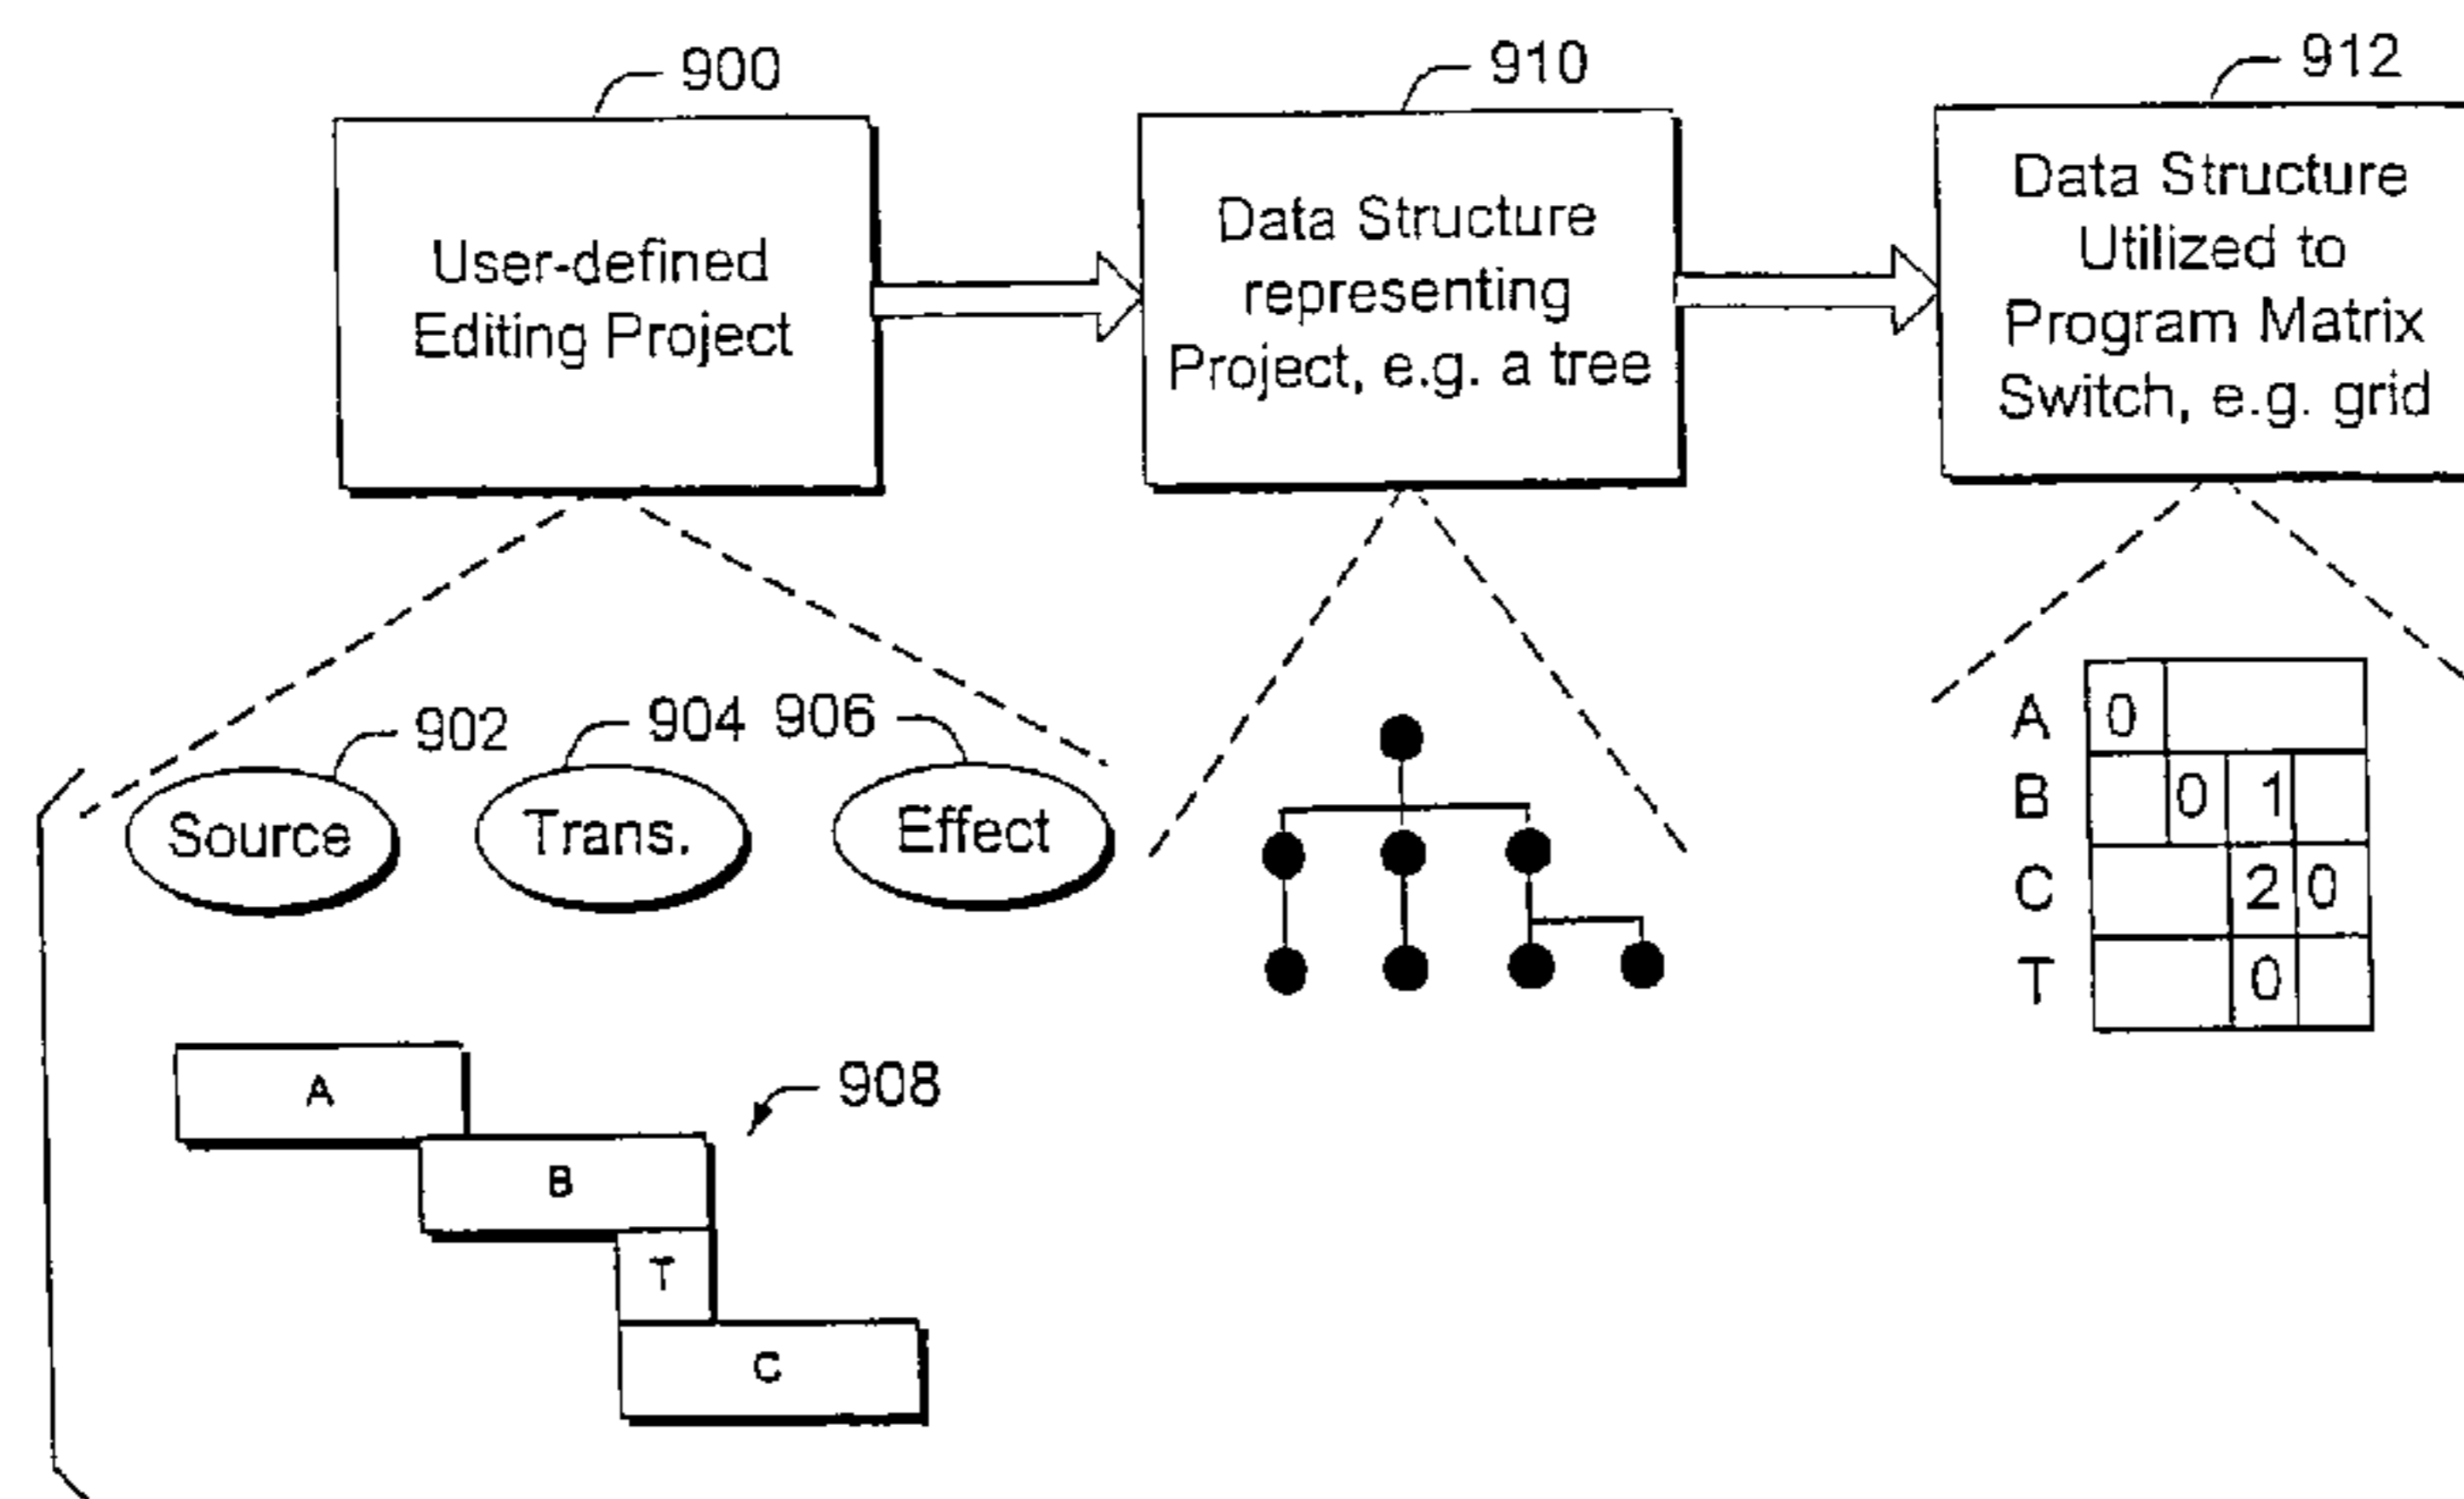 900
910
912
User-defined
Editing Project
Data Structure
representing
Project, e.g. a tree
Data Structure
Utilized to
Program Matrix
Switch, e.g. grid
902
904
906
Source
Trans.
Effect
A 0
B 0 1
C 2 0
T 0
A
908
B
T
C